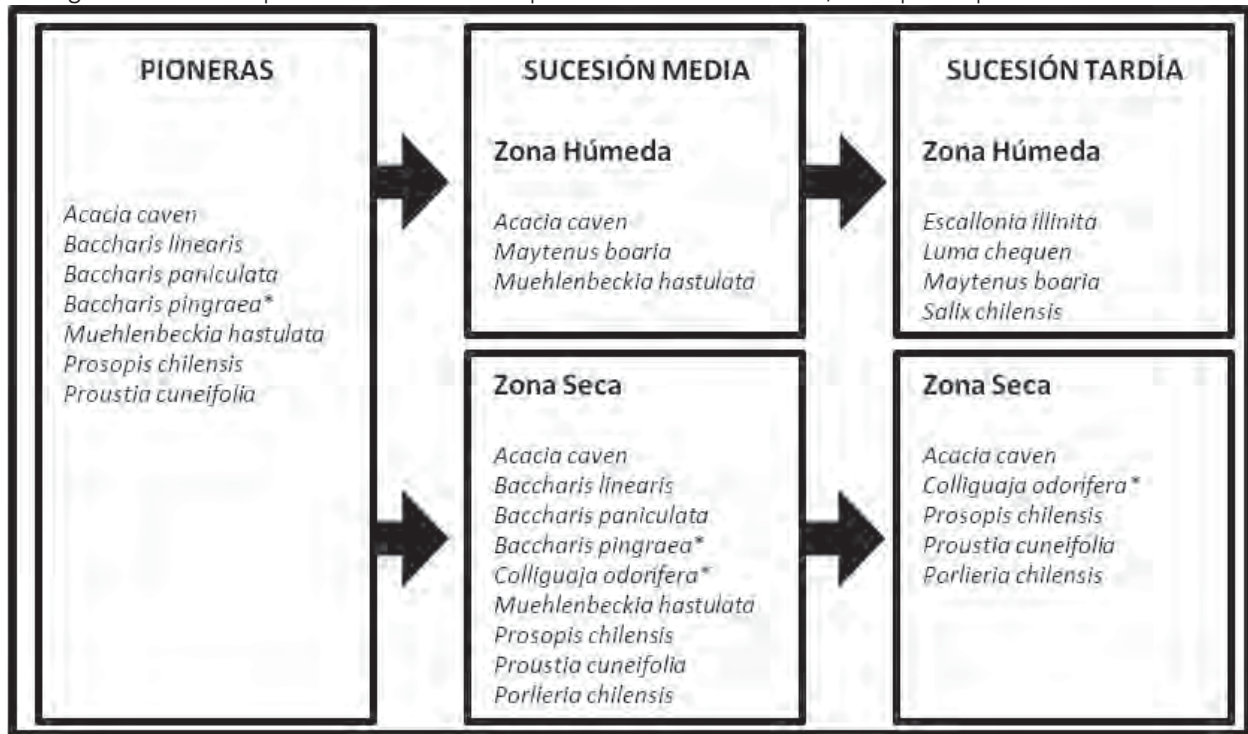 PIONERAS
Acacia caven
Baccharis linearis
Baccharis paniculata
Baccharis pingraea*
Muehlenbeckia hastulata
Prosopis chilensis
Proustia cuneifolia
SUCESIÓN MEDIA
Zona Húmeda
Acacia caven
Maytenus boaria
Muehlenbeckia hastulata
Zona Seca
Acacia caven
Baccharis linearis
Baccharis paniculata
Baccharis pingraea*
Colliguaja odorifera*
Muehlenbeckia hastulata
Prosopis chilensis
Proustia cuneifolia
Porlieria chilensis
SUCESIÓN TARDÍA
Zona Húmeda
Escallonia illinita
Luma chequen
Maytenus boaria
Salix chilensis
Zona Seca
Acacia caven
Colliguaja odorifera*
Prosopis chilensis
Proustia cuneifolia
Porlieria chilensis